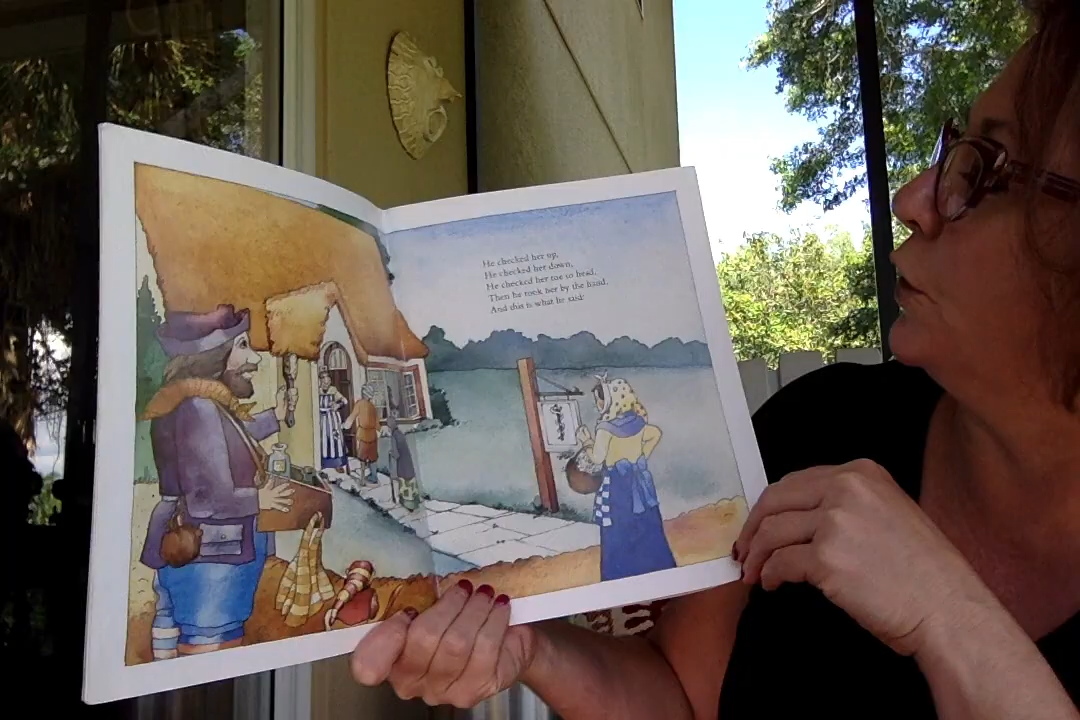 He checked her up,
He checked her down,
He checked her toe to head.
Then he took her by the hand,
And this is what he said: